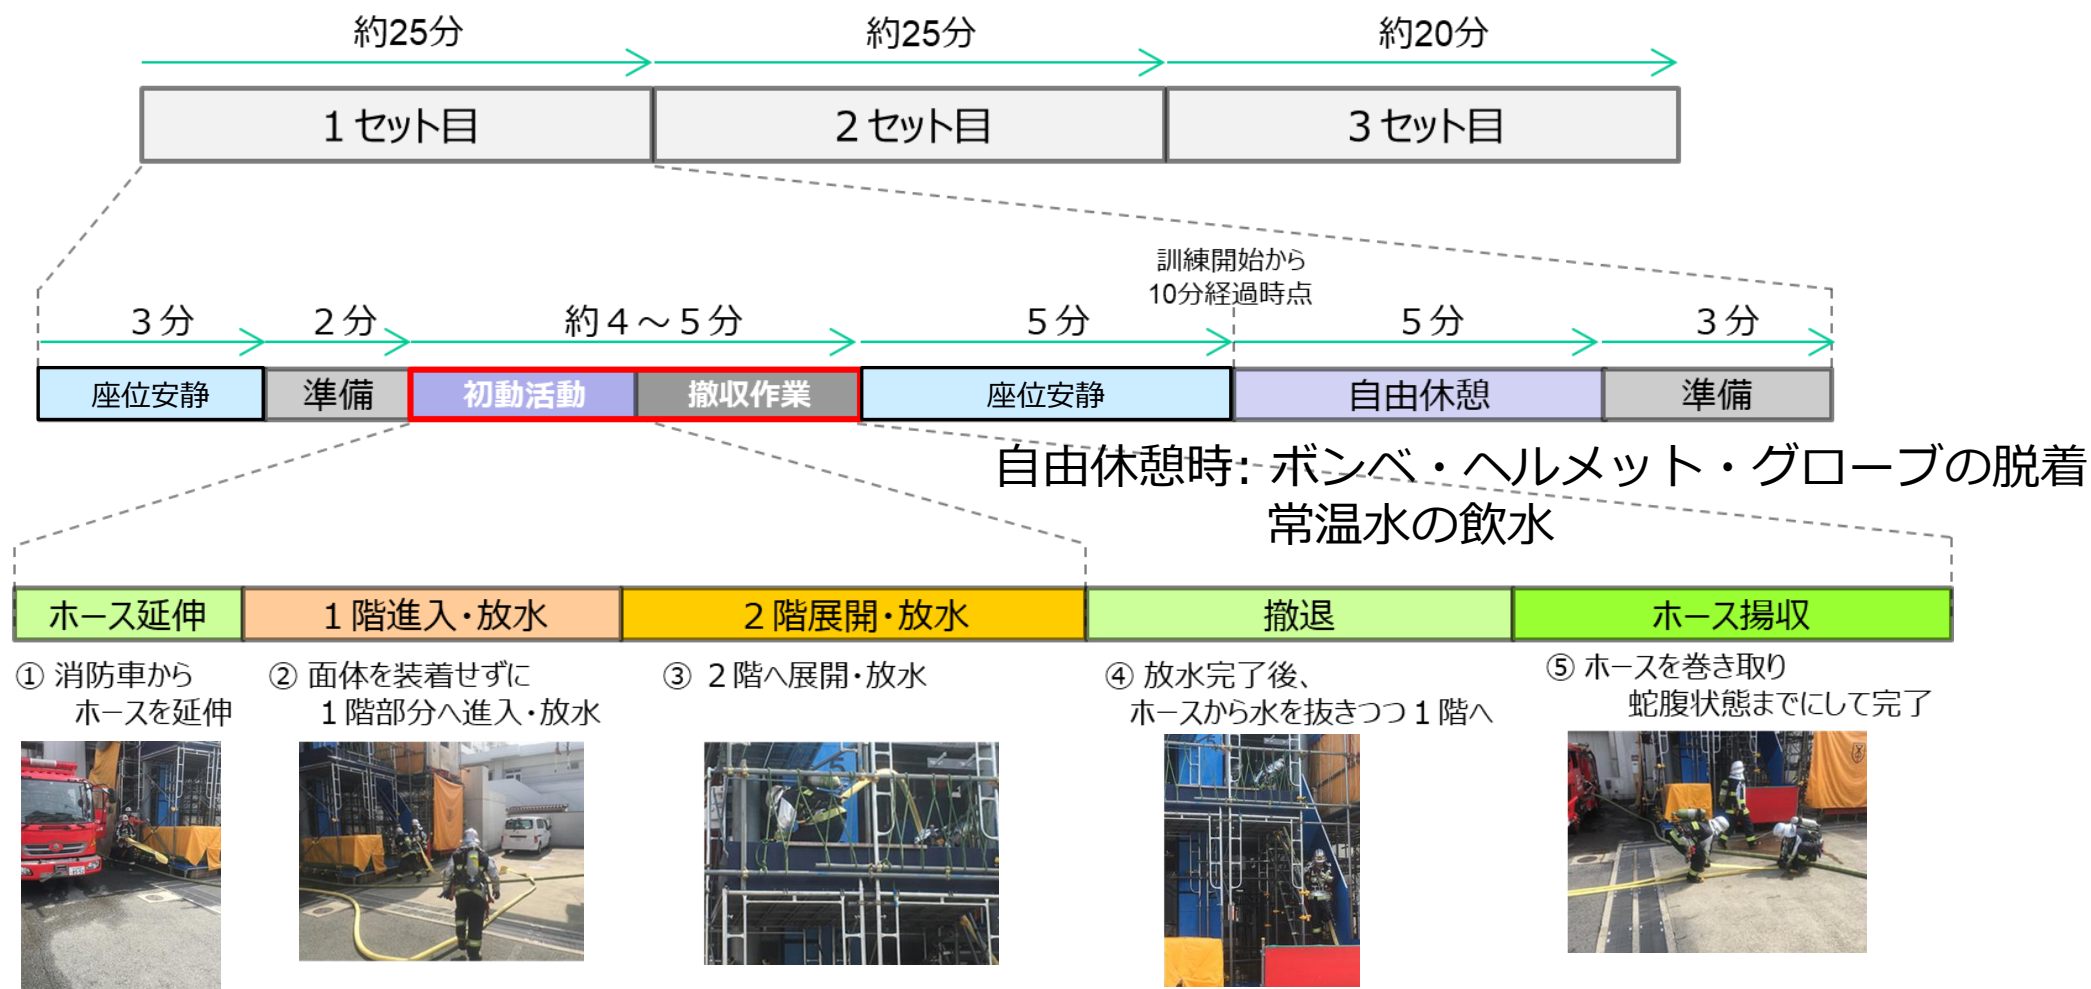 約25分
約25分
約20分
1セット目
2セット目
3セット目
訓練開始から
10分経過時点
3分
2分
約4～5分
5分
5分
3分
座位安静
準備
初動活動
撤収作業
座位安静
自由休憩
準備
自由休憩時: ボンベ・ヘルメット・グローブの脱着
常温水の飲水
ホース延伸
1階進入・放水
2階展開・放水
撤退
ホース揚収
① 消防車から
ホースを延伸
② 面体を装着せずに
1階部分へ進入・放水
③ 2階へ展開・放水
④ 放水完了後、
ホースから水を抜きつつ1階へ
⑤ ホースを巻き取り
蛇腹状態までにして完了